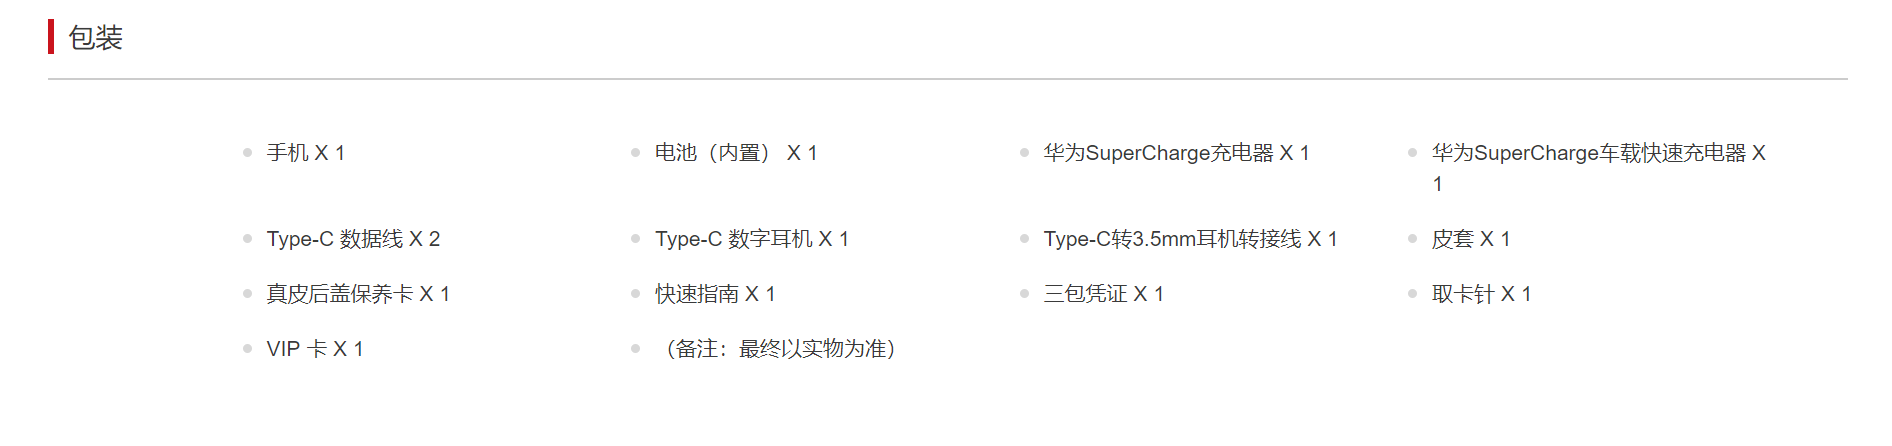 包装
手机 X 1
电池（内置） X 1
华为SuperCharge充电器 X 1
华为SuperCharge车载快速充电器 X
1
Type-C 数据线 X 2
Type-C 数字耳机 X 1
Type-C转3.5mm耳机转接线 X 1
皮套 X 1
真皮后盖保养卡 X 1
快速指南 X 1
三包凭证 X 1
取卡针 X 1
VIP 卡 X 1
（备注：最终以实物为准）